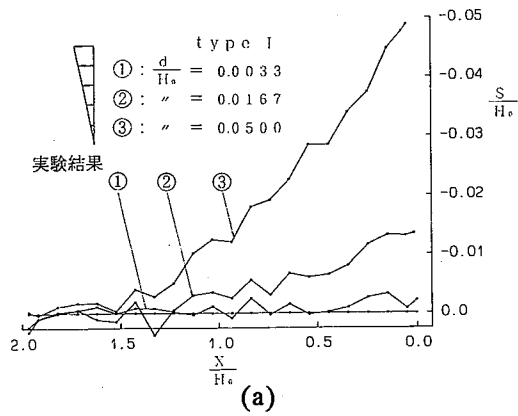 type I
① : d/H₀ = 0.0033
② : 〃 = 0.0167
③ : 〃 = 0.0500
実験結果
① ② ③
-0.05
-0.04
S/H₀
-0.03
-0.02
-0.01
0.0
2.0 1.5 1.0 0.5 0.0
X/H₀
(a)